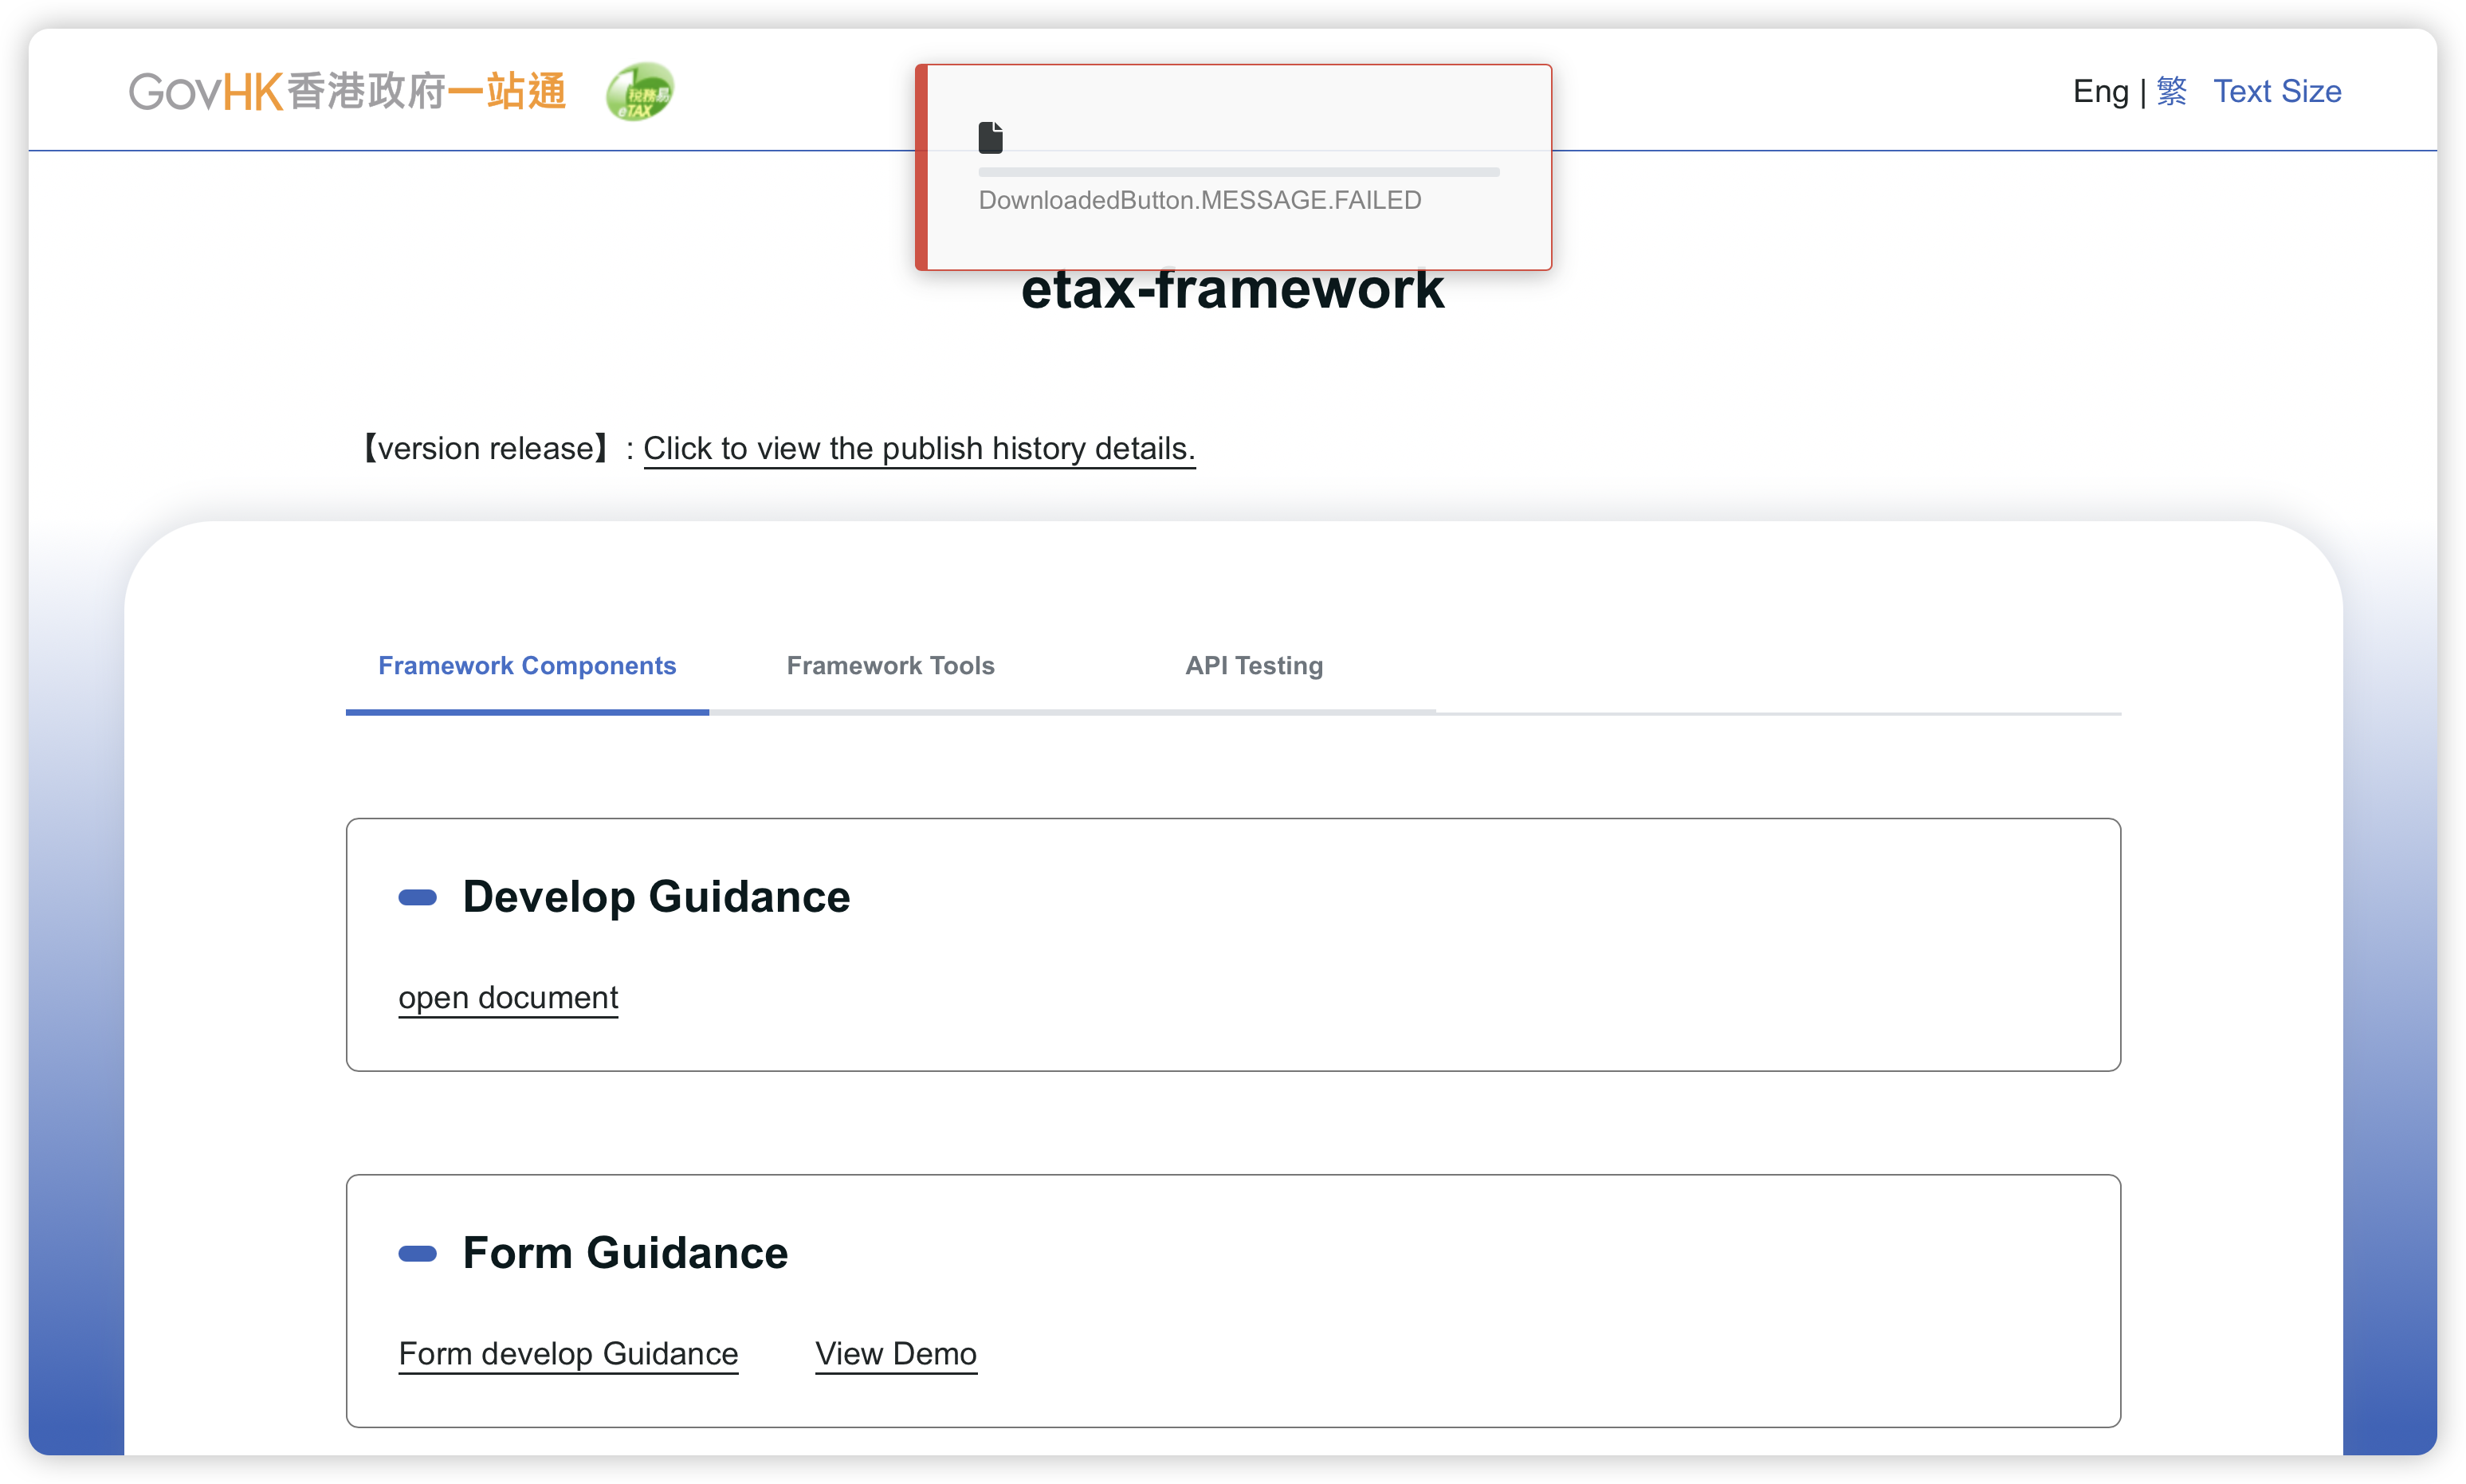 GovHK香港政府一站通 税務易 eTAX
Eng | 繁 Text Size
DownloadedButton.MESSAGE.FAILED
etax-framework
【version release】: Click to view the publish history details.
Framework Components Framework Tools API Testing
Develop Guidance
open document
Form Guidance
Form develop Guidance View Demo